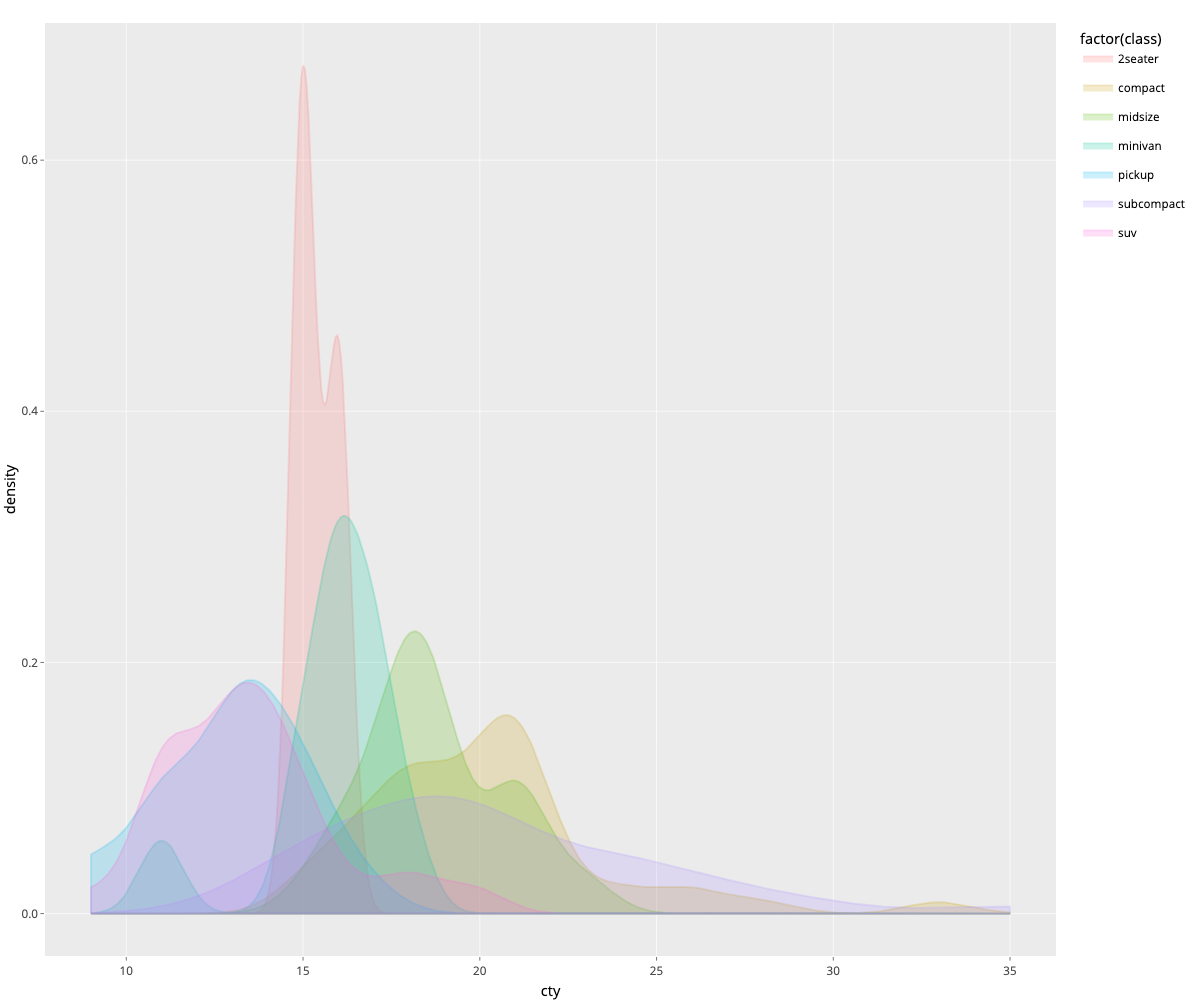 factor(class)
2seater
compact
midsize
minivan
pickup
subcompact
suv
density
0.6
0.4
0.2
0.0
10 15 20 25 30 35
cty